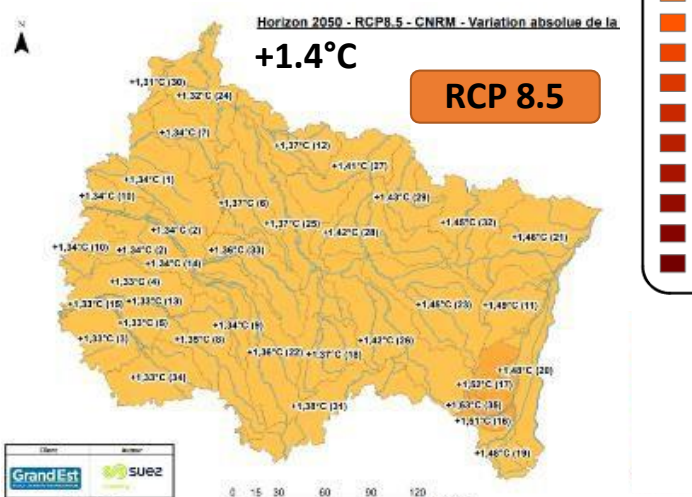 Horizon 2050 - RCP8.5 - CNRM - Variation absolue de la
+1.4°C
RCP 8.5
+1,31°C (30)
+1,32°C (24)
+1,34°C (7)
+1,37°C (12)
+1,41°C (27)
+1,34°C (1)
+1,34°C (10)
+1,43°C (29)
+1,37°C (6)
+1,37°C (25)
+1,45°C (32)
+1,34°C (2)
+1,42°C (28)
+1,46°C (21)
+1,34°C (10)
+1,34°C (2)
+1,36°C (33)
+1,34°C (14)
+1,33°C (4)
+1,33°C (15)
+1,33°C (13)
+1,45°C (23)
+1,49°C (11)
+1,33°C (5)
+1,34°C (9)
+1,33°C (3)
+1,35°C (8)
+1,42°C (26)
+1,36°C (22)
+1,37°C (18)
+1,48°C (20)
+1,33°C (34)
+1,52°C (17)
+1,38°C (31)
+1,53°C (35)
+1,51°C (16)
+1,48°C (19)
GrandEst
suez
0 15 30 60 90 120